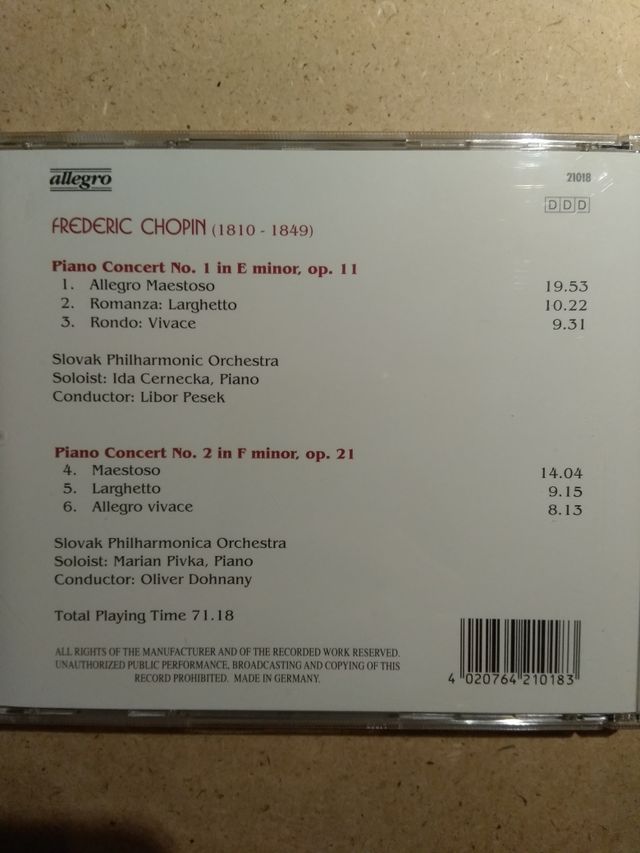 allegro
21018
DDD
FREDERIC CHOPIN (1810 - 1849)
Piano Concert No. 1 in E minor, op. 11
1. Allegro Maestoso 19.53
2. Romanza: Larghetto 10.22
3. Rondo: Vivace 9.31
Slovak Philharmonic Orchestra
Soloist: Ida Cernecka, Piano
Conductor: Libor Pesek
Piano Concert No. 2 in F minor, op. 21
4. Maestoso 14.04
5. Larghetto 9.15
6. Allegro vivace 8.13
Slovak Philharmonica Orchestra
Soloist: Marian Pivka, Piano
Conductor: Oliver Dohnany
Total Playing Time 71.18
ALL RIGHTS OF THE MANUFACTURER AND OF THE RECORDED WORK RESERVED.
UNAUTHORIZED PUBLIC PERFORMANCE, BROADCASTING AND COPYING OF THIS
RECORD PROHIBITED. MADE IN GERMANY.
4 020764 210183